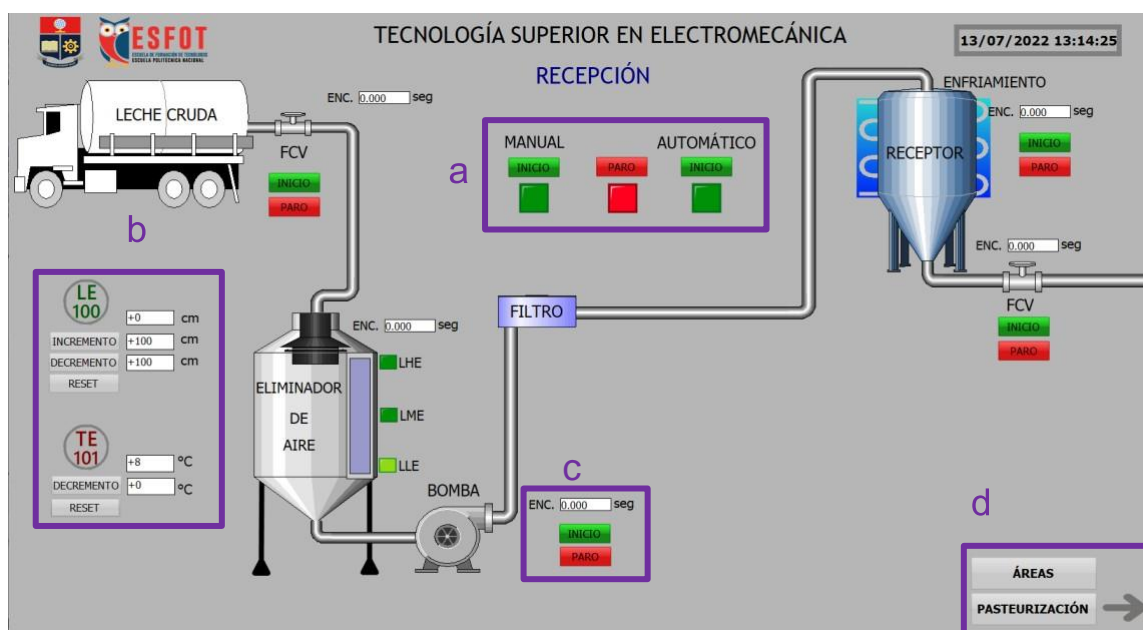 ESFOT
ESCUELA DE FORMACIÓN DE TECNÓLOGOS
ESCUELA POLITÉCNICA NACIONAL
TECNOLOGÍA SUPERIOR EN ELECTROMECÁNICA
13/07/2022 13:14:25
RECEPCIÓN
LECHE CRUDA
ENC. 0.000 seg
FCV
INICIO
PARO
a
MANUAL AUTOMÁTICO
INICIO PARO INICIO
ENFRIAMIENTO
ENC. 0.000 seg
INICIO
PARO
RECEPTOR
ENC. 0.000 seg
FCV
INICIO
PARO
b
LE
100
+0 cm
INCREMENTO +100 cm
DECREMENTO +100 cm
RESET
TE
101
+8 °C
DECREMENTO +0 °C
RESET
ENC. 0.000 seg
ELIMINADOR
DE
AIRE
LHE
LME
LLE
FILTRO
BOMBA
c
ENC. 0.000 seg
INICIO
PARO
d
ÁREAS
PASTEURIZACIÓN